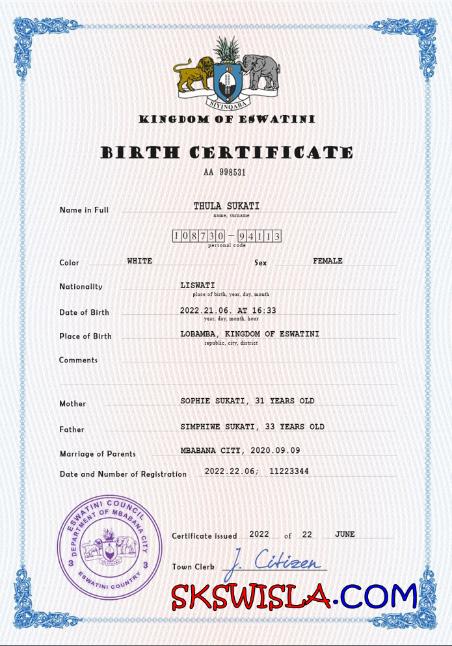 SIYINQABA
KINGDOM OF ESWATINI
BIRTH CERTIFICATE
AA 998531
Name in Full THULA SUKATI
name, surname
108730-94113
personal code
Color WHITE Sex FEMALE
Nationality LISWATI
place of birth, year, day, month
Date of Birth 2022.21.06. AT 16:33
year, day, month, hour
Place of Birth LOBAMBA, KINGDOM OF ESWATINI
republic, city, district
Comments
Mother SOPHIE SUKATI, 31 YEARS OLD
Father SIMPHIWE SUKATI, 33 YEARS OLD
Marriage of Parents MBABANA CITY, 2020.09.09
Date and Number of Registration 2022.22.06; 11223344
ESWATINI COUNCIL
DEPARTMENT OF MBABANA CITY
3 3
ESWATINI COUNTRY
Certificate Issued 2022 of 22 JUNE
Town Clerk J. Citizen
SKSWISLA.COM